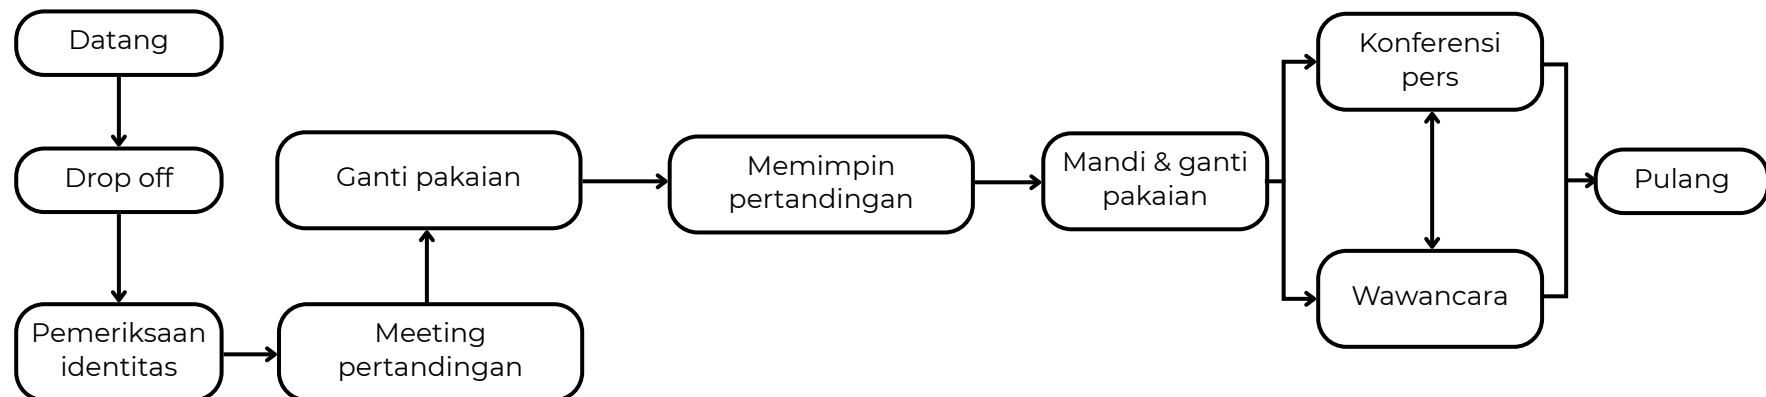 Datang
Drop off
Pemeriksaan
identitas
Meeting
pertandingan
Ganti pakaian
Memimpin
pertandingan
Mandi & ganti
pakaian
Konferensi
pers
Wawancara
Pulang